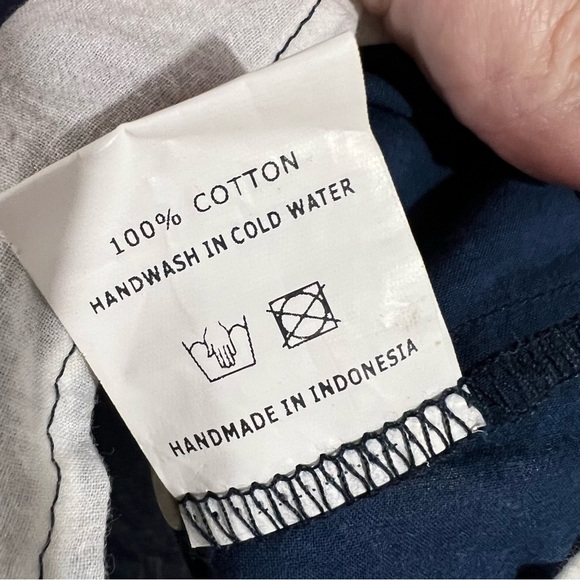 100% COTTON
HANDWASH IN COLD WATER
HANDMADE IN INDONESIA